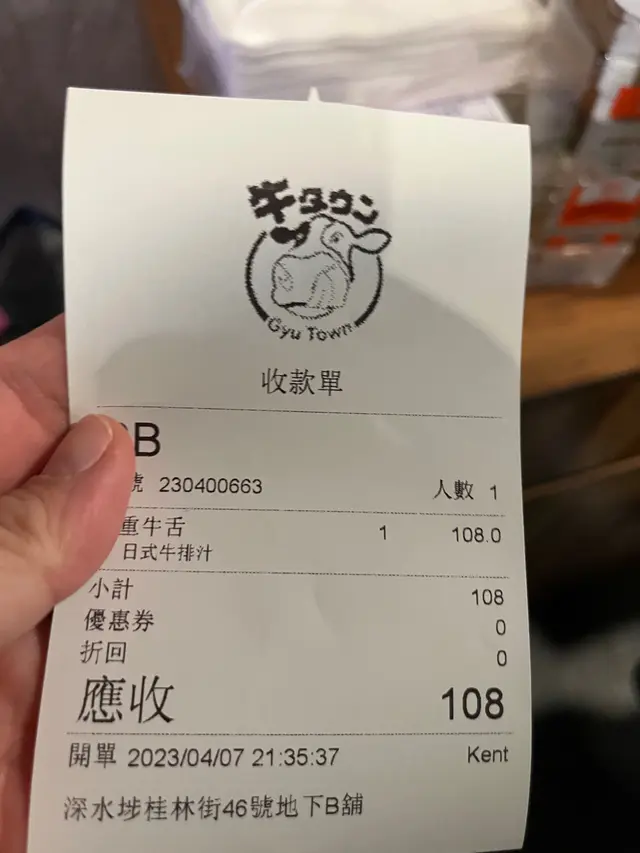 牛タウン
Gyu Town
收款單
B
號 230400663 人數 1
重牛舌 1 108.0
日式牛排汁
小計 108
優惠券 0
折回 0
應收 108
開單 2023/04/07 21:35:37 Kent
深水埗桂林街46號地下B舖